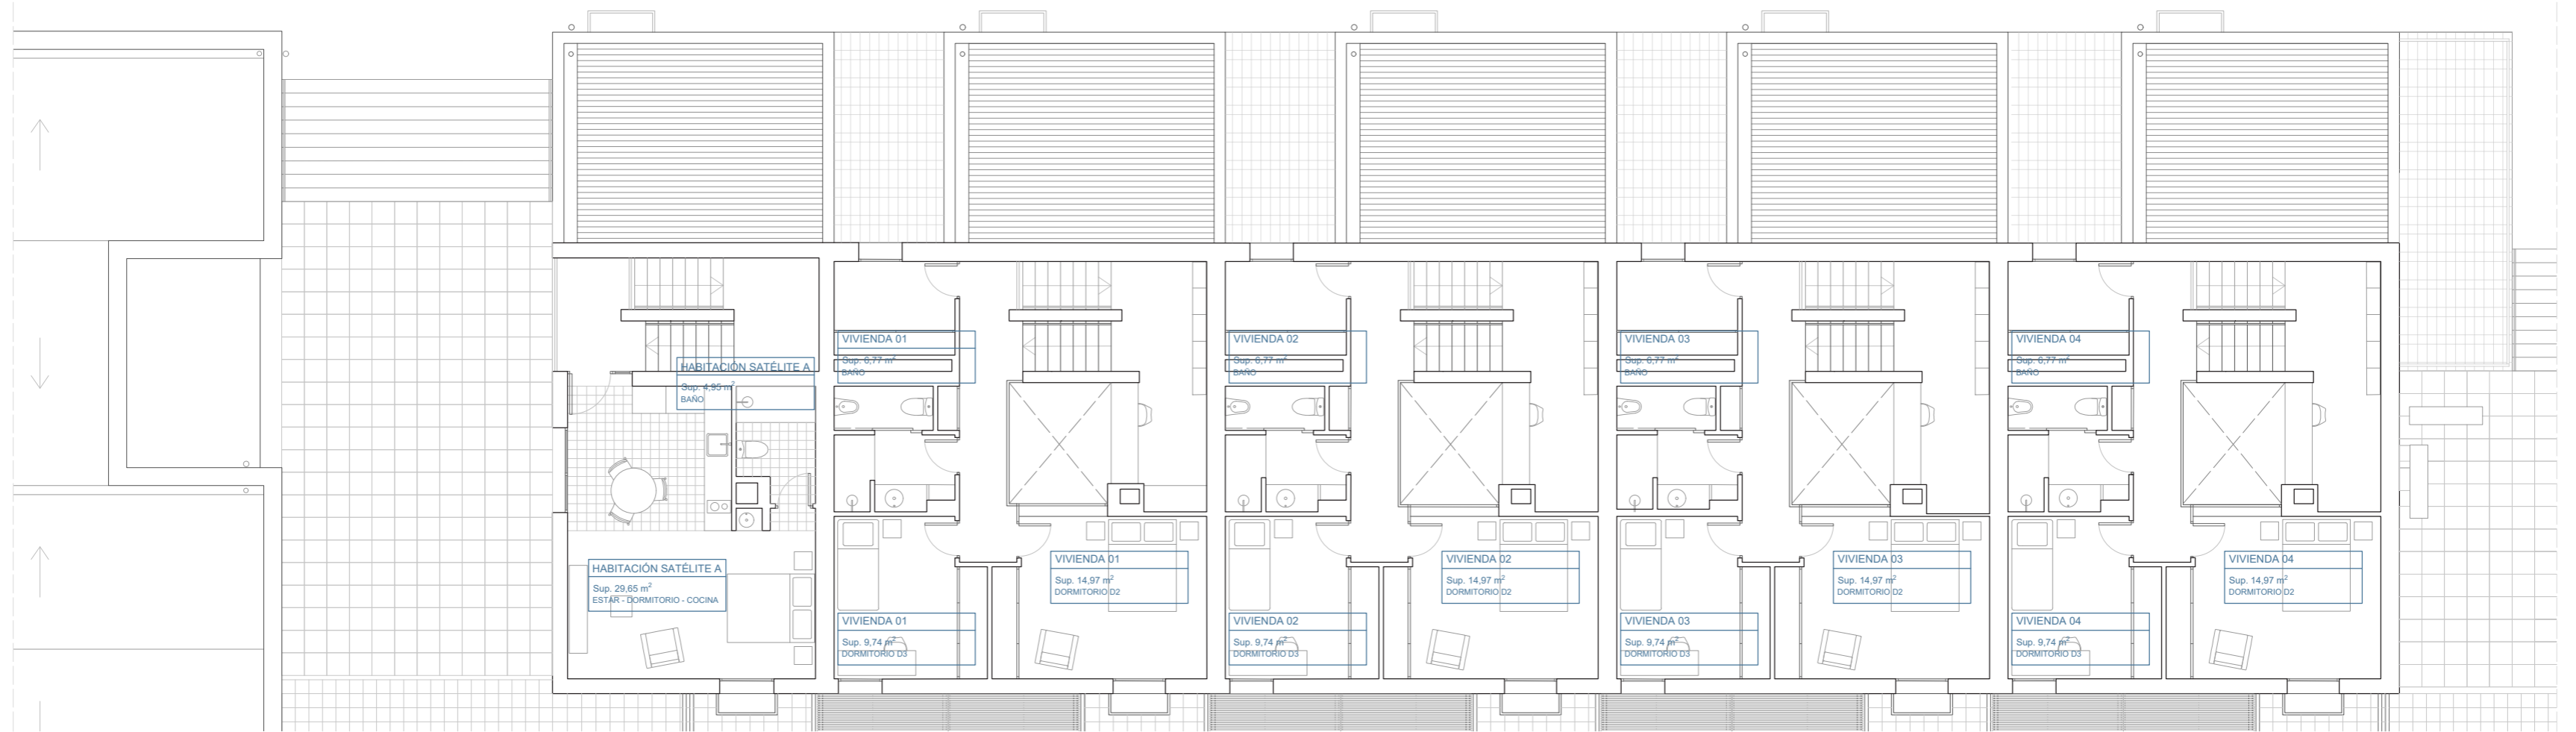 VIVIENDA 01
Sup. 6,77 m²
BAÑO
VIVIENDA 02
Sup. 6,77 m²
BAÑO
VIVIENDA 03
Sup. 6,77 m²
BAÑO
VIVIENDA 04
Sup. 6,77 m²
BAÑO
HABITACIÓN SATÉLITE A
Sup. 4,95 m²
BAÑO
HABITACIÓN SATÉLITE A
Sup. 29,65 m²
ESTAR - DORMITORIO - COCINA
VIVIENDA 01
Sup. 14,97 m²
DORMITORIO D2
VIVIENDA 02
Sup. 14,97 m²
DORMITORIO D2
VIVIENDA 03
Sup. 14,97 m²
DORMITORIO D2
VIVIENDA 04
Sup. 14,97 m²
DORMITORIO D2
VIVIENDA 01
Sup. 9,74 m²
DORMITORIO D3
VIVIENDA 02
Sup. 9,74 m²
DORMITORIO D3
VIVIENDA 03
Sup. 9,74 m²
DORMITORIO D3
VIVIENDA 04
Sup. 9,74 m²
DORMITORIO D3